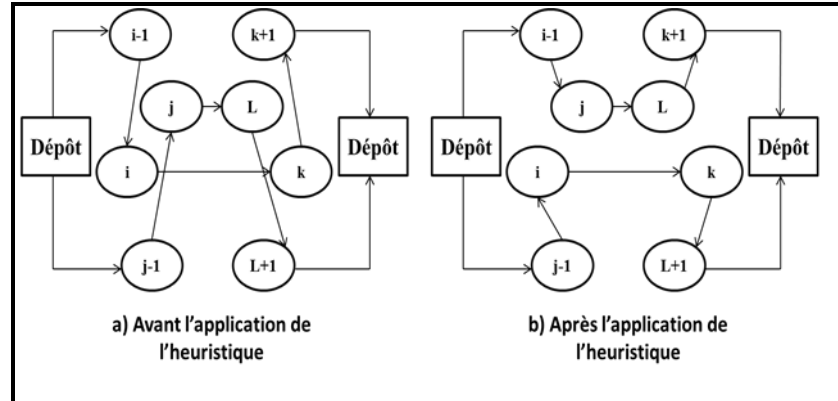 i-1
k+1
j
L
Dépôt
Dépôt
i
k
j-1
L+1
a) Avant l'application de
l'heuristique
i-1
k+1
j
L
Dépôt
Dépôt
i
k
j-1
L+1
b) Après l'application de
l'heuristique